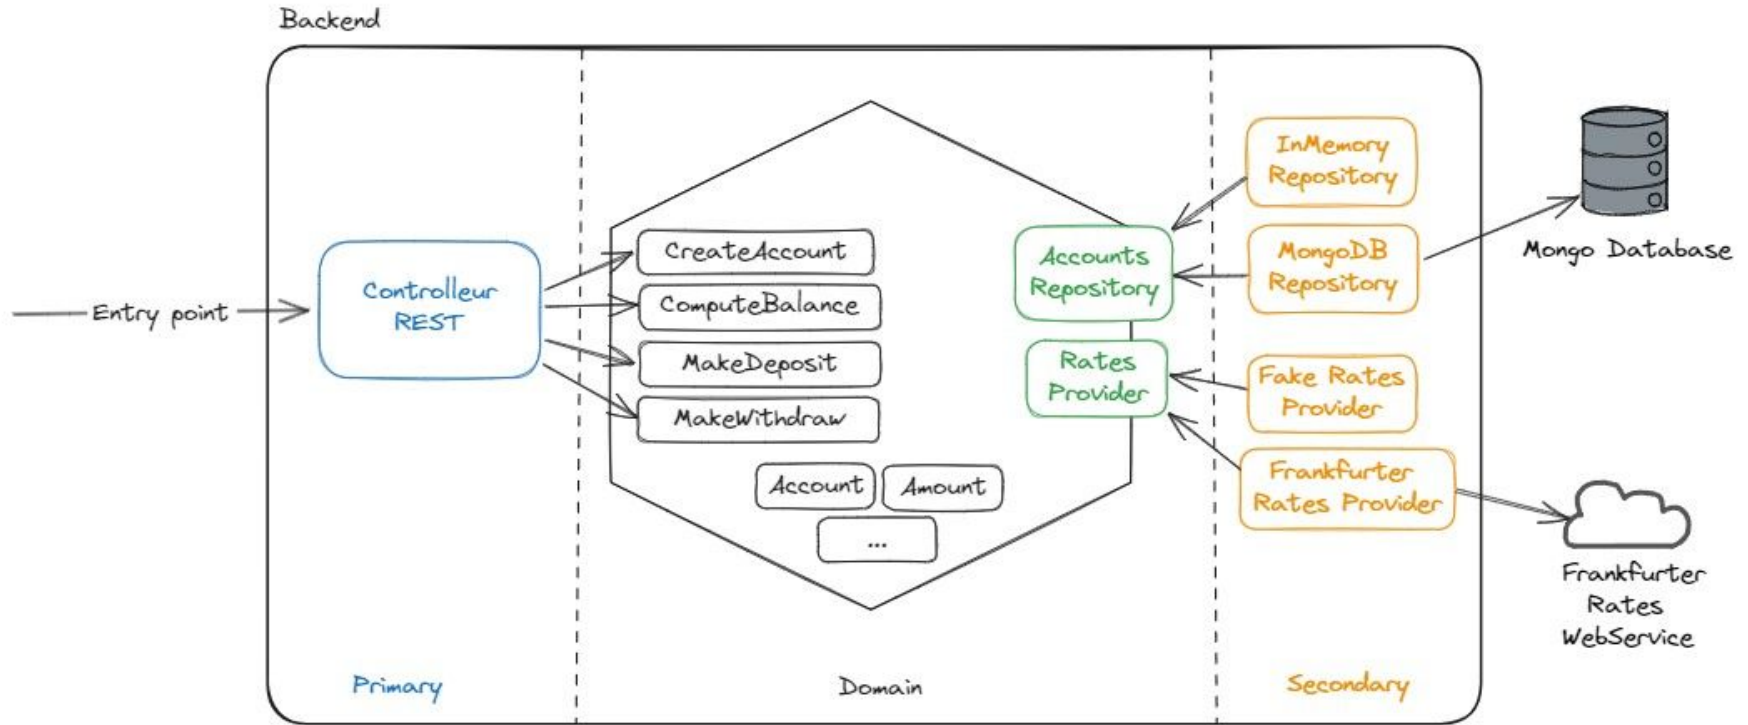 Backend
Entry point
Controlleur
REST
CreateAccount
ComputeBalance
MakeDeposit
MakeWithdraw
Account
Amount
...
Accounts
Repository
Rates
Provider
InMemory
Repository
MongoDB
Repository
Fake Rates
Provider
Frankfurter
Rates Provider
Mongo Database
Frankfurter
Rates
WebService
Primary
Domain
Secondary